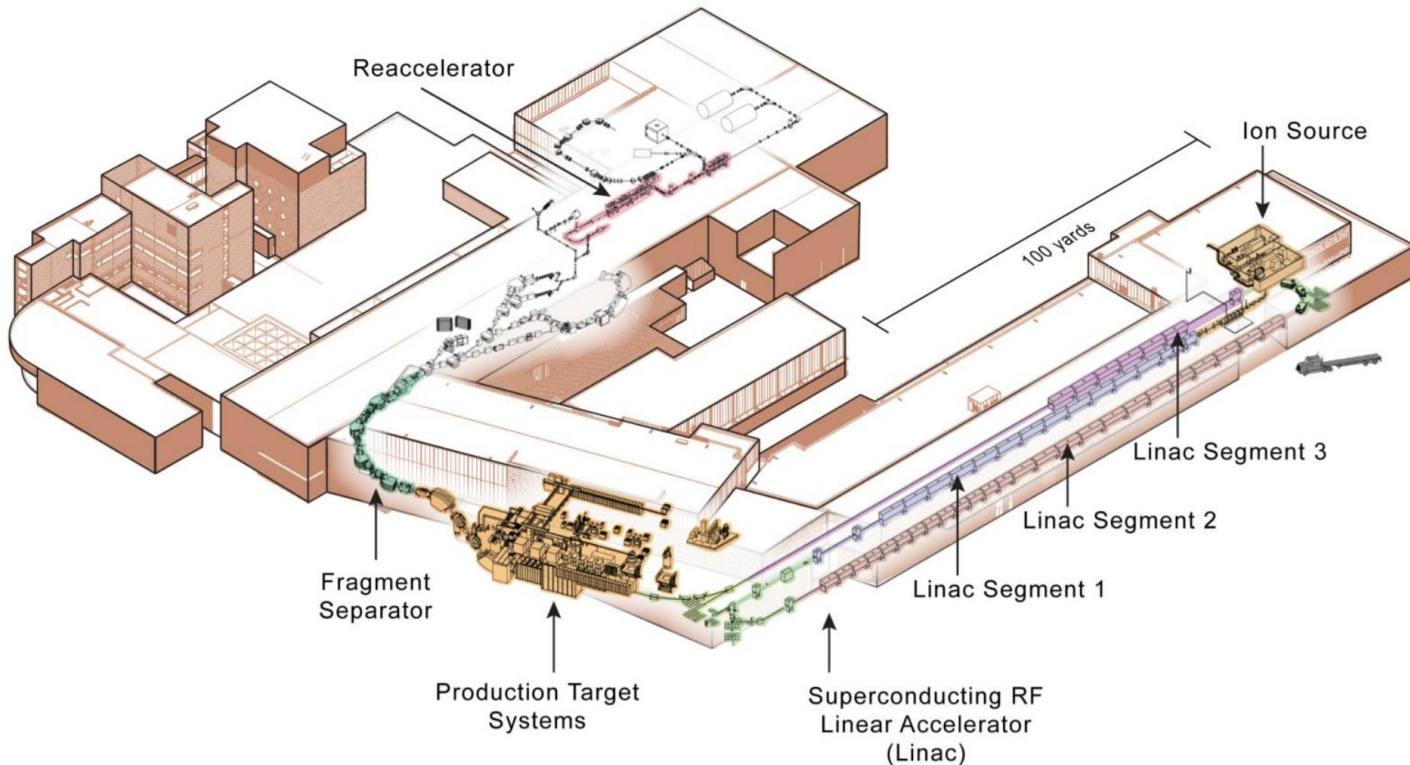 Reaccelerator
Ion Source
100 yards
Linac Segment 3
Linac Segment 2
Linac Segment 1
Fragment
Separator
Production Target
Systems
Superconducting RF
Linear Accelerator
(Linac)